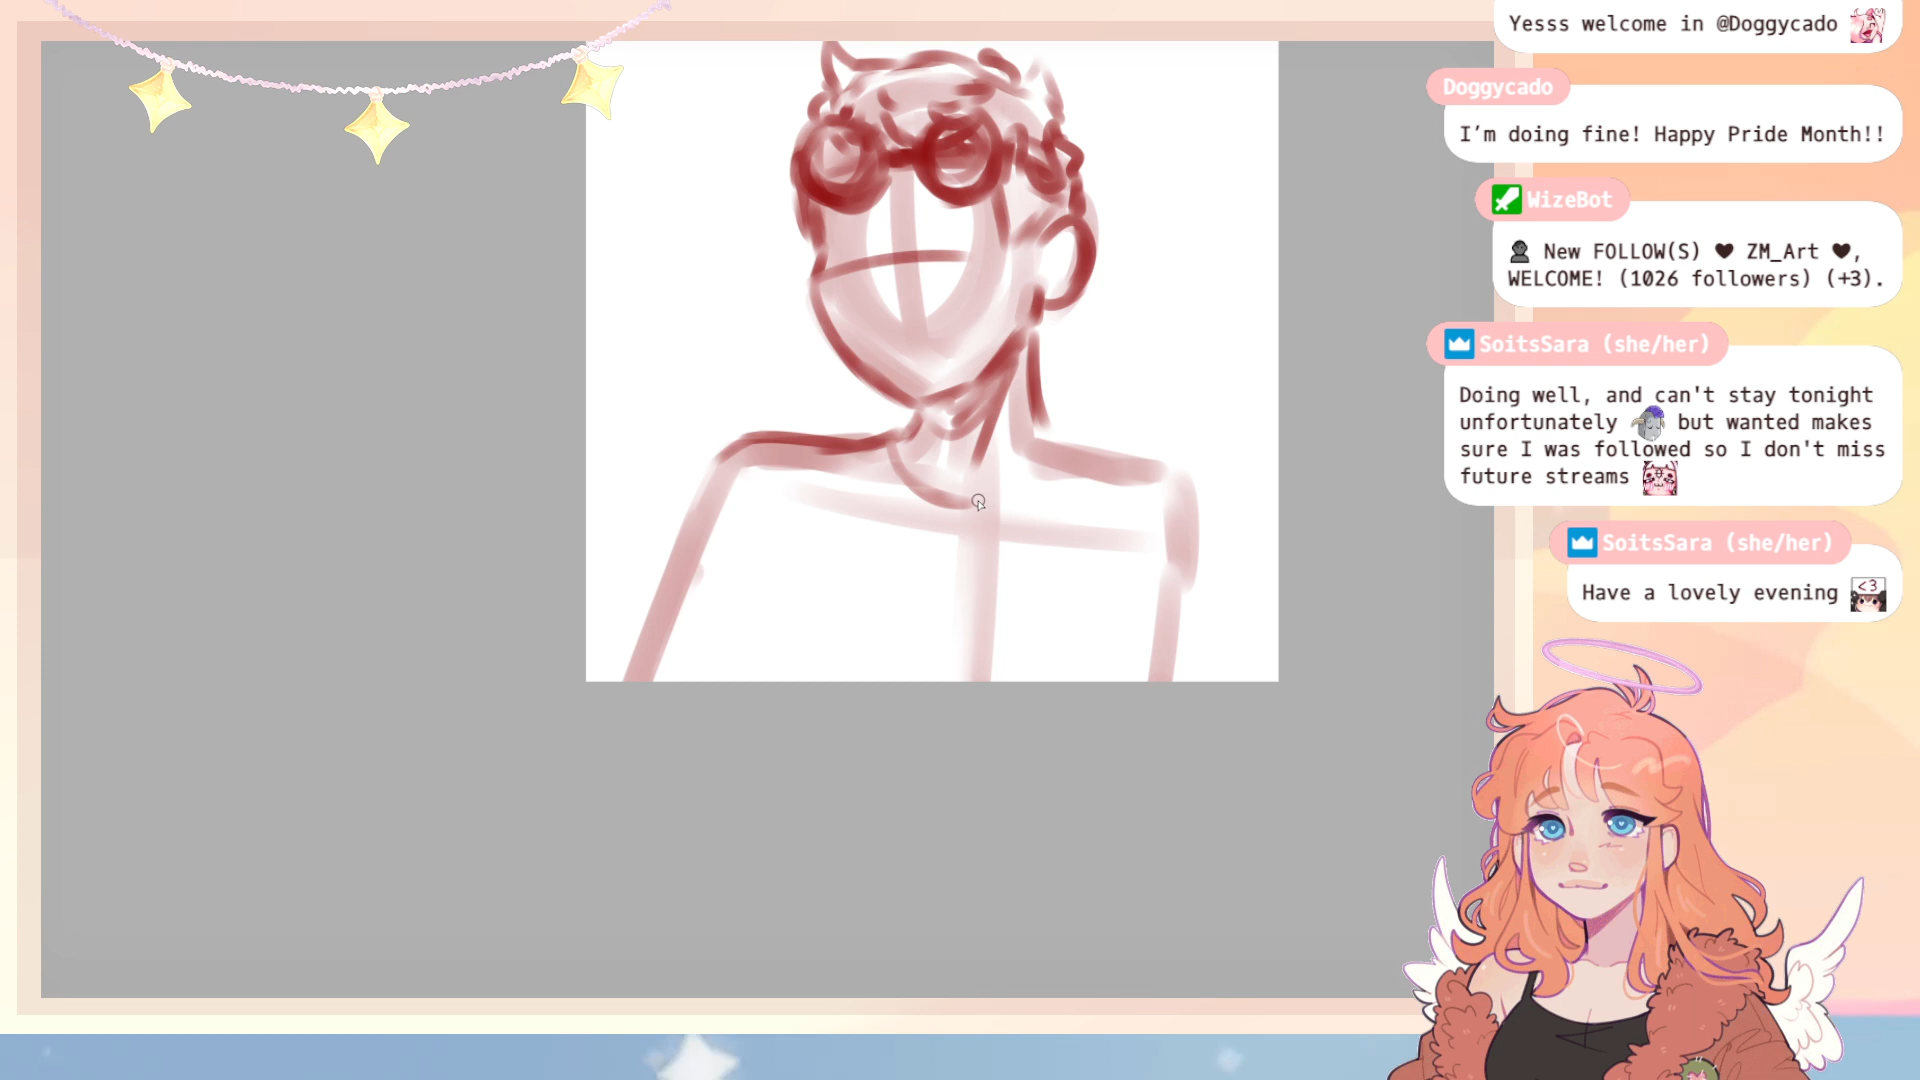 Yesss welcome in @Doggycado
Doggycado
I'm doing fine! Happy Pride Month!!
WizeBot
New FOLLOW(S) ♥ ZM_Art ♥,
WELCOME! (1026 followers) (+3).
SoitsSara (she/her)
Doing well, and can't stay tonight
unfortunately but wanted makes
sure I was followed so I don't miss
future streams
SoitsSara (she/her)
Have a lovely evening <3